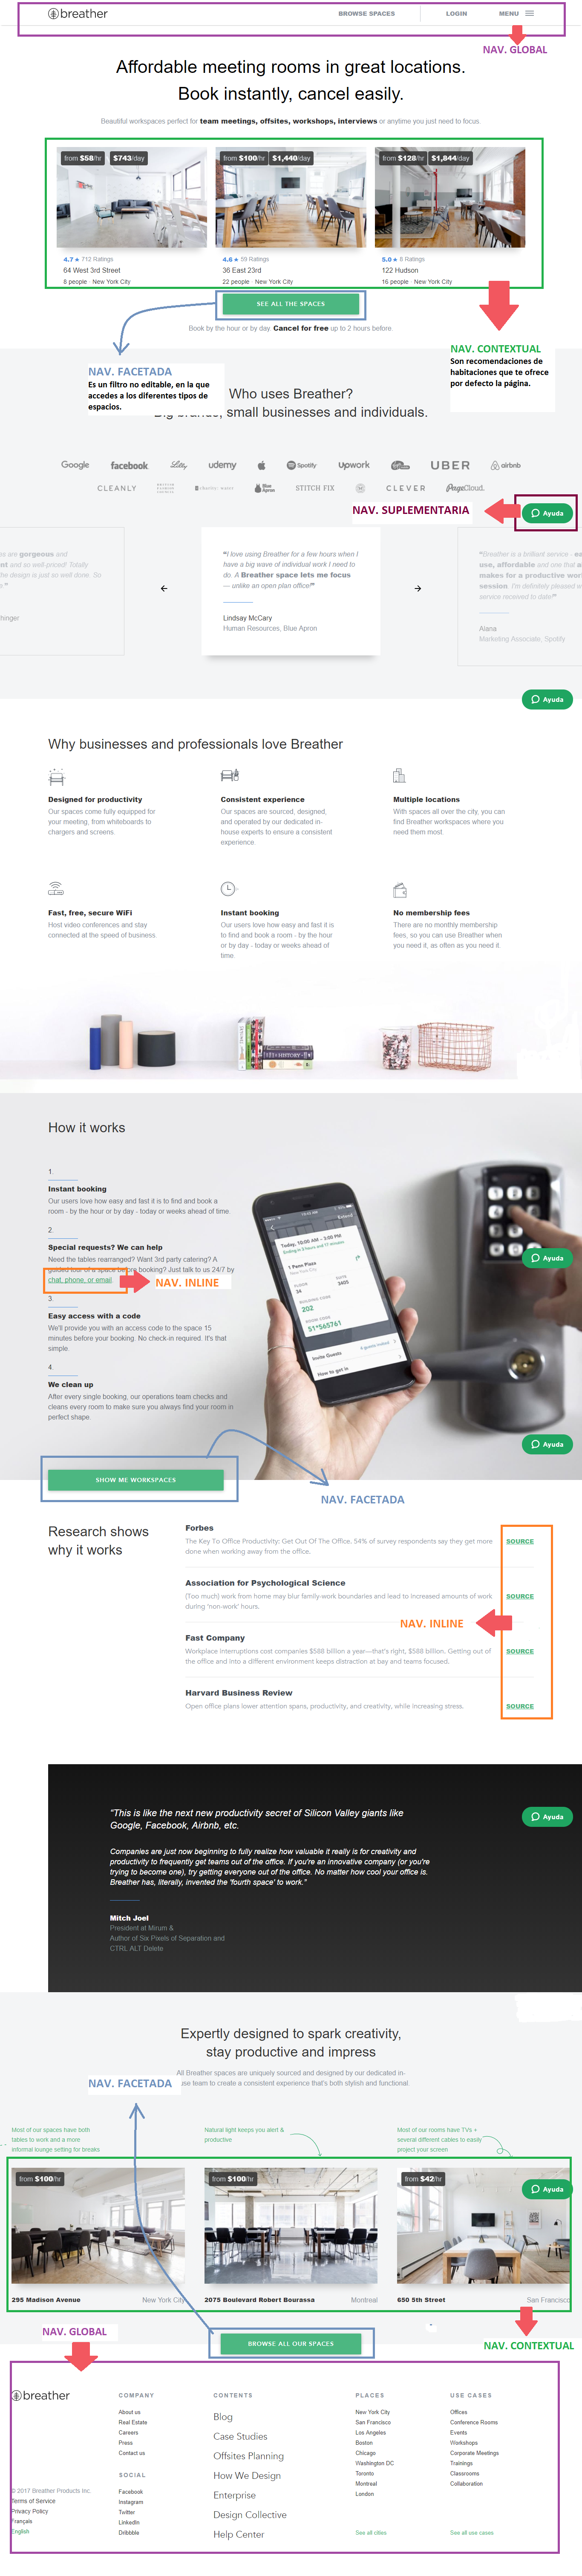 breather
BROWSE SPACES
LOGIN
MENU
NAV. GLOBAL
Affordable meeting rooms in great locations.
Book instantly, cancel easily.
Beautiful workspaces perfect for team meetings, offsites, workshops, interviews or anytime you just need to focus.
from $58/hr $743/day
from $100/hr $1,440/day
from $128/hr $1,844/day
4.7 ★ 712 Ratings
64 West 3rd Street
8 people · New York City
4.6 ★ 59 Ratings
36 East 23rd
22 people · New York City
5.0 ★ 8 Ratings
122 Hudson
16 people · New York City
SEE ALL THE SPACES
Book by the hour or by day. Cancel for free up to 2 hours before.
NAV. CONTEXTUAL
Son recomendaciones de
habitaciones que te ofrece
por defecto la página.
NAV. FACETADA
Es un filtro no editable, en la que
accedes a los diferentes tipos de
espacios.
Who uses Breather?
Big brands, small businesses and individuals.
Google
facebook
Lilly
udemy
Spotify
Upwork
UBER
airbnb
CLEANLY
charity: water
Blue
Apron
STITCH FIX
CLEVER
PageCloud.
NAV. SUPLEMENTARIA
Ayuda
es are gorgeous and
nt and so well-priced! Totally
he design is just so well done. So
s.”
hinger
“I love using Breather for a few hours when I
have a big wave of individual work I need to
do. A Breather space lets me focus
— unlike an open plan office!”
Lindsay McCary
Human Resources, Blue Apron
“Breather is a brilliant service - ea
use, affordable and one that a
makes for a productive wor
session. I'm definitely pleased w
service received to date!”
Alana
Marketing Associate, Spotify
Ayuda
Why businesses and professionals love Breather
Designed for productivity
Our spaces come fully equipped for
your meeting, from whiteboards to
chargers and screens.
Consistent experience
Our spaces are sourced, designed,
and operated by our dedicated in-
house experts to ensure a consistent
experience.
Multiple locations
With spaces all over the city, you can
find Breather workspaces where you
need them most.
Fast, free, secure WiFi
Host video conferences and stay
connected at the speed of business.
Instant booking
Our users love how easy and fast it is
to find and book a room - by the hour
or by day - today or weeks ahead of
time.
No membership fees
There are no monthly membership
fees, so you can use Breather when
you need it, as often as you need it.
HISTORY
How it works
1.
Instant booking
Our users love how easy and fast it is to find and book a
room - by the hour or by day - today or weeks ahead of time.
2.
Special requests? We can help
Need the tables rearranged? Want 3rd party catering? A
guided tour of a space before booking? Just talk to us 24/7 by
chat, phone, or email.
NAV. INLINE
3.
Easy access with a code
We'll provide you with an access code to the space 15
minutes before your booking. No check-in required. It's that
simple.
4.
We clean up
After every single booking, our operations team checks and
cleans every room to make sure you always find your room in
perfect shape.
Today, 10:00 AM – 2:00 PM
1 Penn Plaza
FLOOR
34
SUITE
3405
202
51*565761
Invite Guests
How to get in
Ayuda
Ayuda
SHOW ME WORKSPACES
NAV. FACETADA
Research shows
why it works
Forbes
The Key To Office Productivity: Get Out Of The Office. 54% of survey respondents say they get more
done when working away from the office.
SOURCE
Association for Psychological Science
(Too much) work from home may blur family-work boundaries and lead to increased amounts of work
during 'non-work' hours.
SOURCE
NAV. INLINE
Fast Company
Workplace interruptions cost companies $588 billion a year—that's right, $588 billion. Getting out of
the office and into a different environment keeps distraction at bay and teams focused.
SOURCE
Harvard Business Review
Open office plans lower attention spans, productivity, and creativity, while increasing stress.
SOURCE
“This is like the next new productivity secret of Silicon Valley giants like
Google, Facebook, Airbnb, etc.
Ayuda
Companies are just now beginning to fully realize how valuable it really is for creativity and
productivity to frequently get teams out of the office. If you're an innovative company (or you're
trying to become one), try getting everyone out of the office. No matter how cool your office is.
Breather has, literally, invented the 'fourth space' to work.”
Mitch Joel
President at Mirum &
Author of Six Pixels of Separation and
CTRL ALT Delete
Expertly designed to spark creativity,
stay productive and impress
All Breather spaces are uniquely sourced and designed by our dedicated in-
use team to create a consistent experience that's both stylish and functional.
NAV. FACETADA
Most of our spaces have both
tables to work and a more
informal lounge setting for breaks
Natural light keeps you alert &
productive
Most of our rooms have TVs +
several different cables to easily
project your screen
from $100/hr
from $100/hr
from $42/hr
Ayuda
295 Madison Avenue
New York City
2075 Boulevard Robert Bourassa
Montreal
650 5th Street
San Francisco
NAV. GLOBAL
BROWSE ALL OUR SPACES
NAV. CONTEXTUAL
breather
COMPANY
About us
Real Estate
Careers
Press
Contact us
SOCIAL
Facebook
Instagram
Twitter
LinkedIn
Dribbble
CONTENTS
Blog
Case Studies
Offsites Planning
How We Design
Enterprise
Design Collective
Help Center
PLACES
New York City
San Francisco
Los Angeles
Boston
Chicago
Washington DC
Toronto
Montreal
London
See all cities
USE CASES
Offices
Conference Rooms
Events
Workshops
Corporate Meetings
Trainings
Classrooms
Collaboration
See all use cases
© 2017 Breather Products Inc.
Terms of Service
Privacy Policy
Français
English